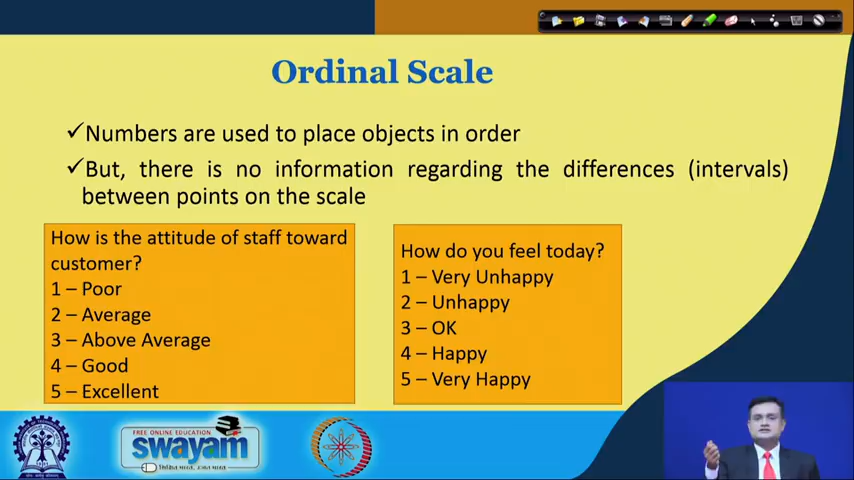 Ordinal Scale
✓Numbers are used to place objects in order
✓But, there is no information regarding the differences (intervals)
between points on the scale
How is the attitude of staff toward
customer?
1 – Poor
2 – Average
3 – Above Average
4 – Good
5 – Excellent
How do you feel today?
1 – Very Unhappy
2 – Unhappy
3 – OK
4 – Happy
5 – Very Happy
FREE ONLINE EDUCATION
swayam